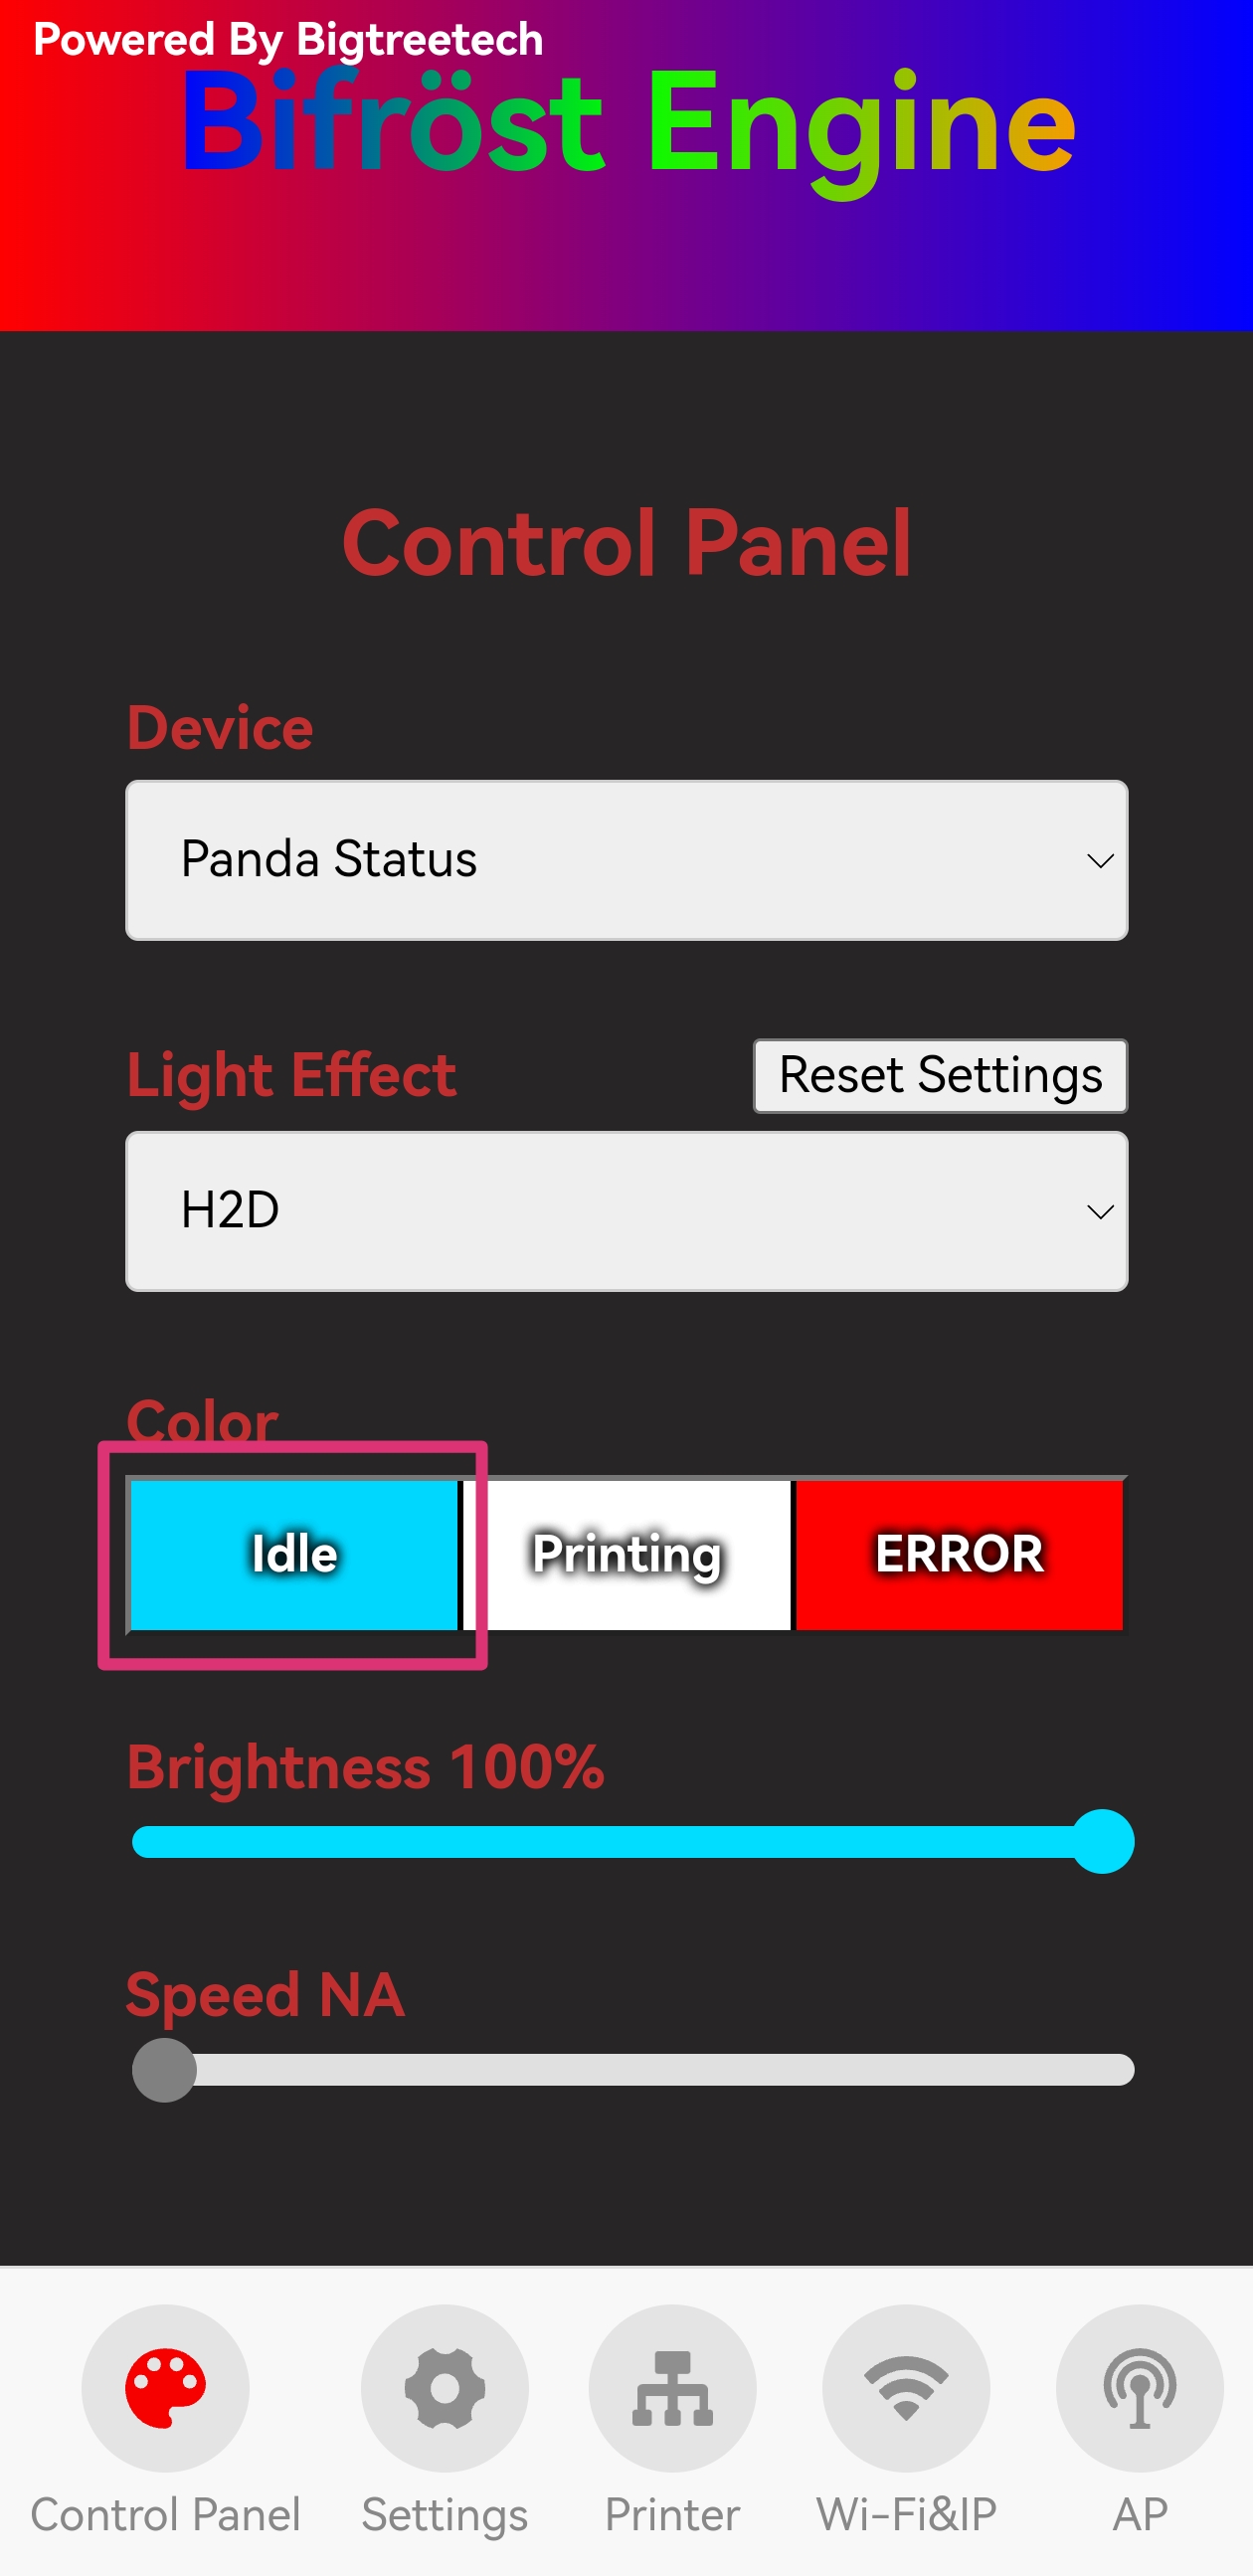 Powered By Bigtreetech
Bifröst Engine
Control Panel
Device
Panda Status
Light Effect
Reset Settings
H2D
Color
Idle
Printing
ERROR
Brightness 100%
Speed NA
Control Panel
Settings
Printer
Wi-Fi&IP
AP